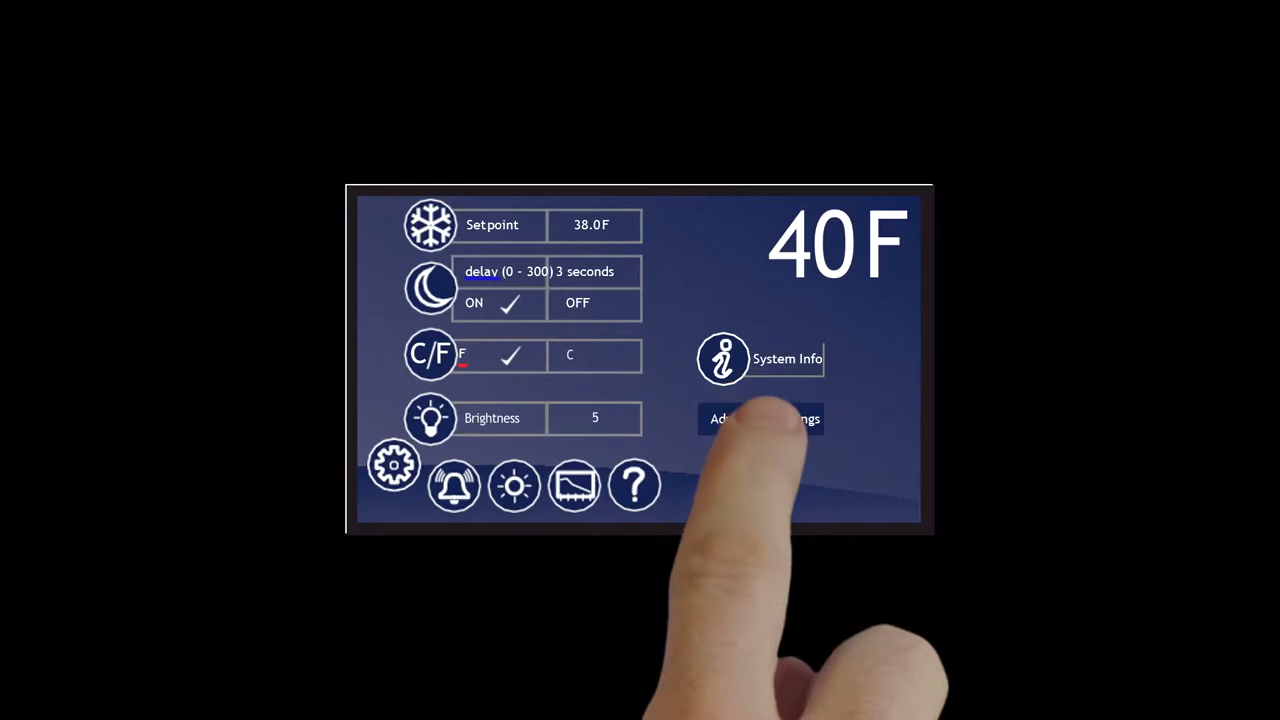 Setpoint 38.0F
40F
delay (0 - 300) 3 seconds
ON OFF
C/F F C
System Info
Brightness 5
?